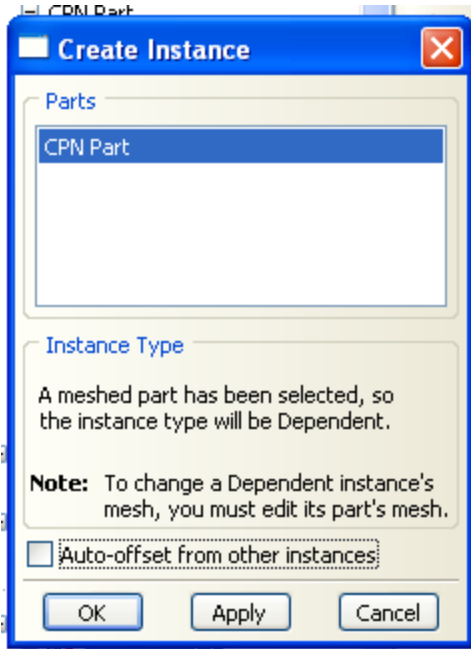 CPN Part
Create Instance
Parts
CPN Part
Instance Type
A meshed part has been selected, so
the instance type will be Dependent.
Note: To change a Dependent instance's
mesh, you must edit its part's mesh.
Auto-offset from other instances
OK Apply Cancel